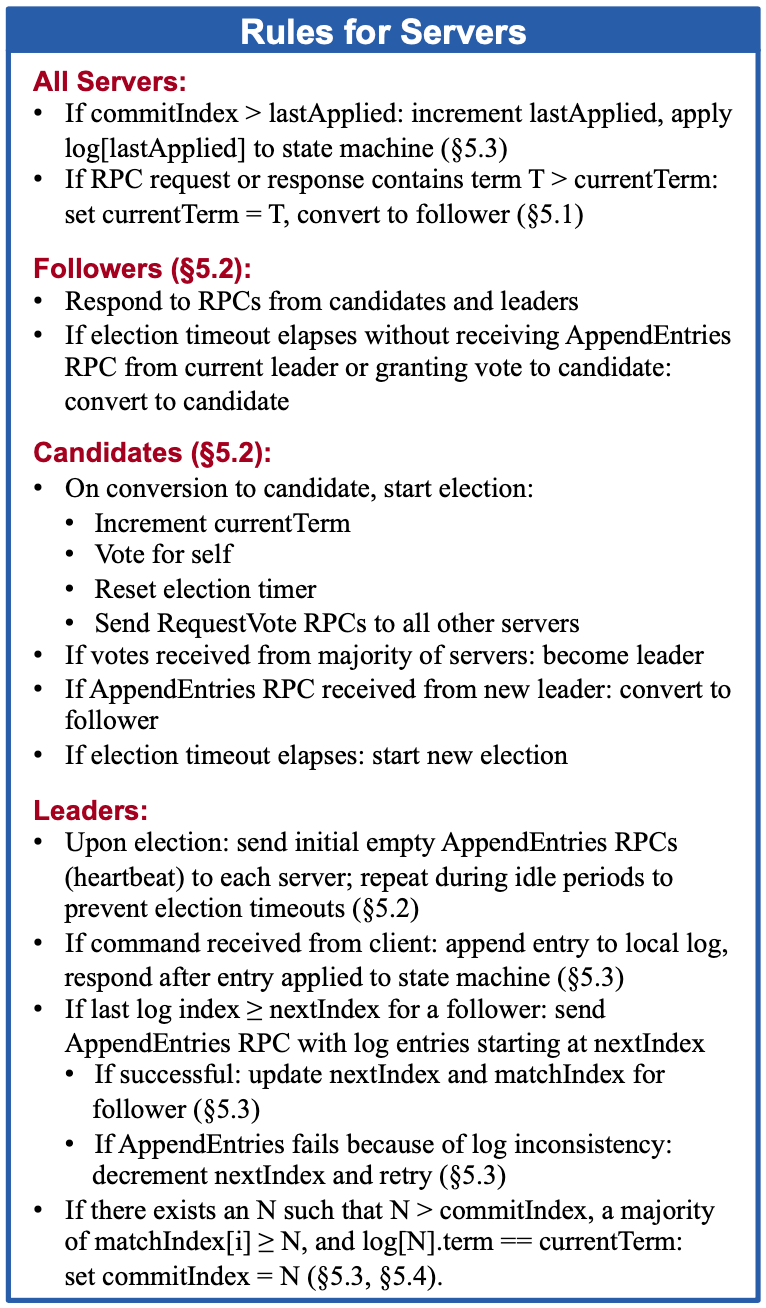 Rules for Servers
All Servers:
• If commitIndex > lastApplied: increment lastApplied, apply
log[lastApplied] to state machine (§5.3)
• If RPC request or response contains term T > currentTerm:
set currentTerm = T, convert to follower (§5.1)
Followers (§5.2):
• Respond to RPCs from candidates and leaders
• If election timeout elapses without receiving AppendEntries
RPC from current leader or granting vote to candidate:
convert to candidate
Candidates (§5.2):
• On conversion to candidate, start election:
• Increment currentTerm
• Vote for self
• Reset election timer
• Send RequestVote RPCs to all other servers
• If votes received from majority of servers: become leader
• If AppendEntries RPC received from new leader: convert to
follower
• If election timeout elapses: start new election
Leaders:
• Upon election: send initial empty AppendEntries RPCs
(heartbeat) to each server; repeat during idle periods to
prevent election timeouts (§5.2)
• If command received from client: append entry to local log,
respond after entry applied to state machine (§5.3)
• If last log index ≥ nextIndex for a follower: send
AppendEntries RPC with log entries starting at nextIndex
• If successful: update nextIndex and matchIndex for
follower (§5.3)
• If AppendEntries fails because of log inconsistency:
decrement nextIndex and retry (§5.3)
• If there exists an N such that N > commitIndex, a majority
of matchIndex[i] ≥ N, and log[N].term == currentTerm:
set commitIndex = N (§5.3, §5.4).